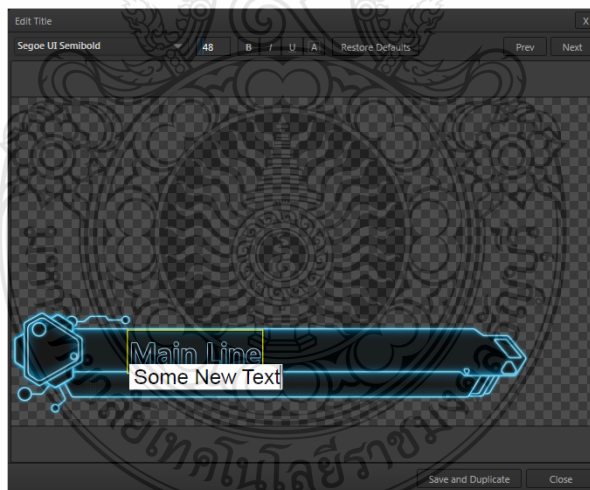 Edit Title
X
Segoe UI Semibold
48
B I U A
Restore Defaults
Prev
Next
Main Line
Some New Text
Save and Duplicate
Close